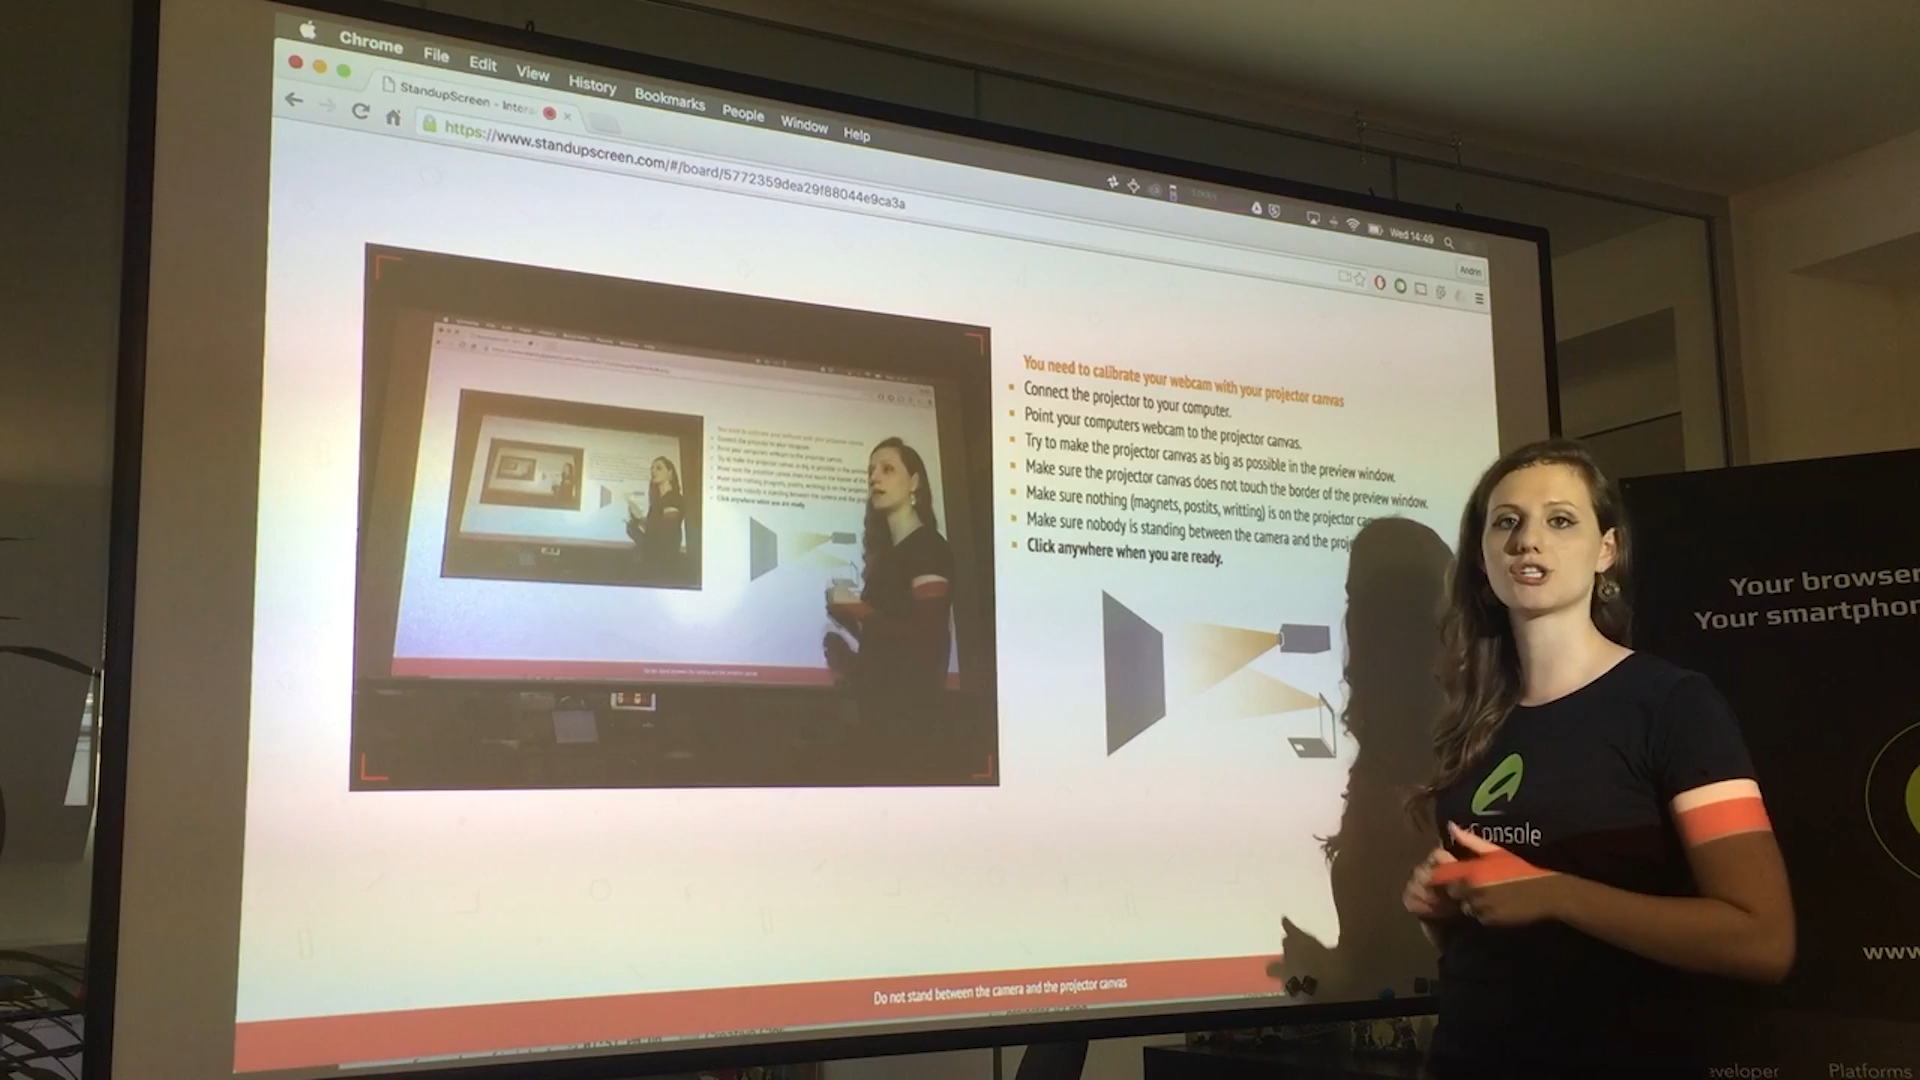 Chrome File Edit View History Bookmarks People Window Help
Wed 14:49
StandupScreen - Inter
https://www.standupscreen.com/#/board/5772359dea29f88044e9ca3a
Andrin
You need to calibrate your webcam with your projector canvas
Connect the projector to your computer.
Point your computers webcam to the projector canvas.
Try to make the projector canvas as big as possible in the preview window.
Make sure the projector canvas does not touch the border of the preview window.
Make sure nothing (magnets, postits, writting) is on the projector ca
Make sure nobody is standing between the camera and the proje
Click anywhere when you are ready.
Do not stand between the camera and the projector canvas
Console
Your browser
Your smartphon
www
eveloper Platforms